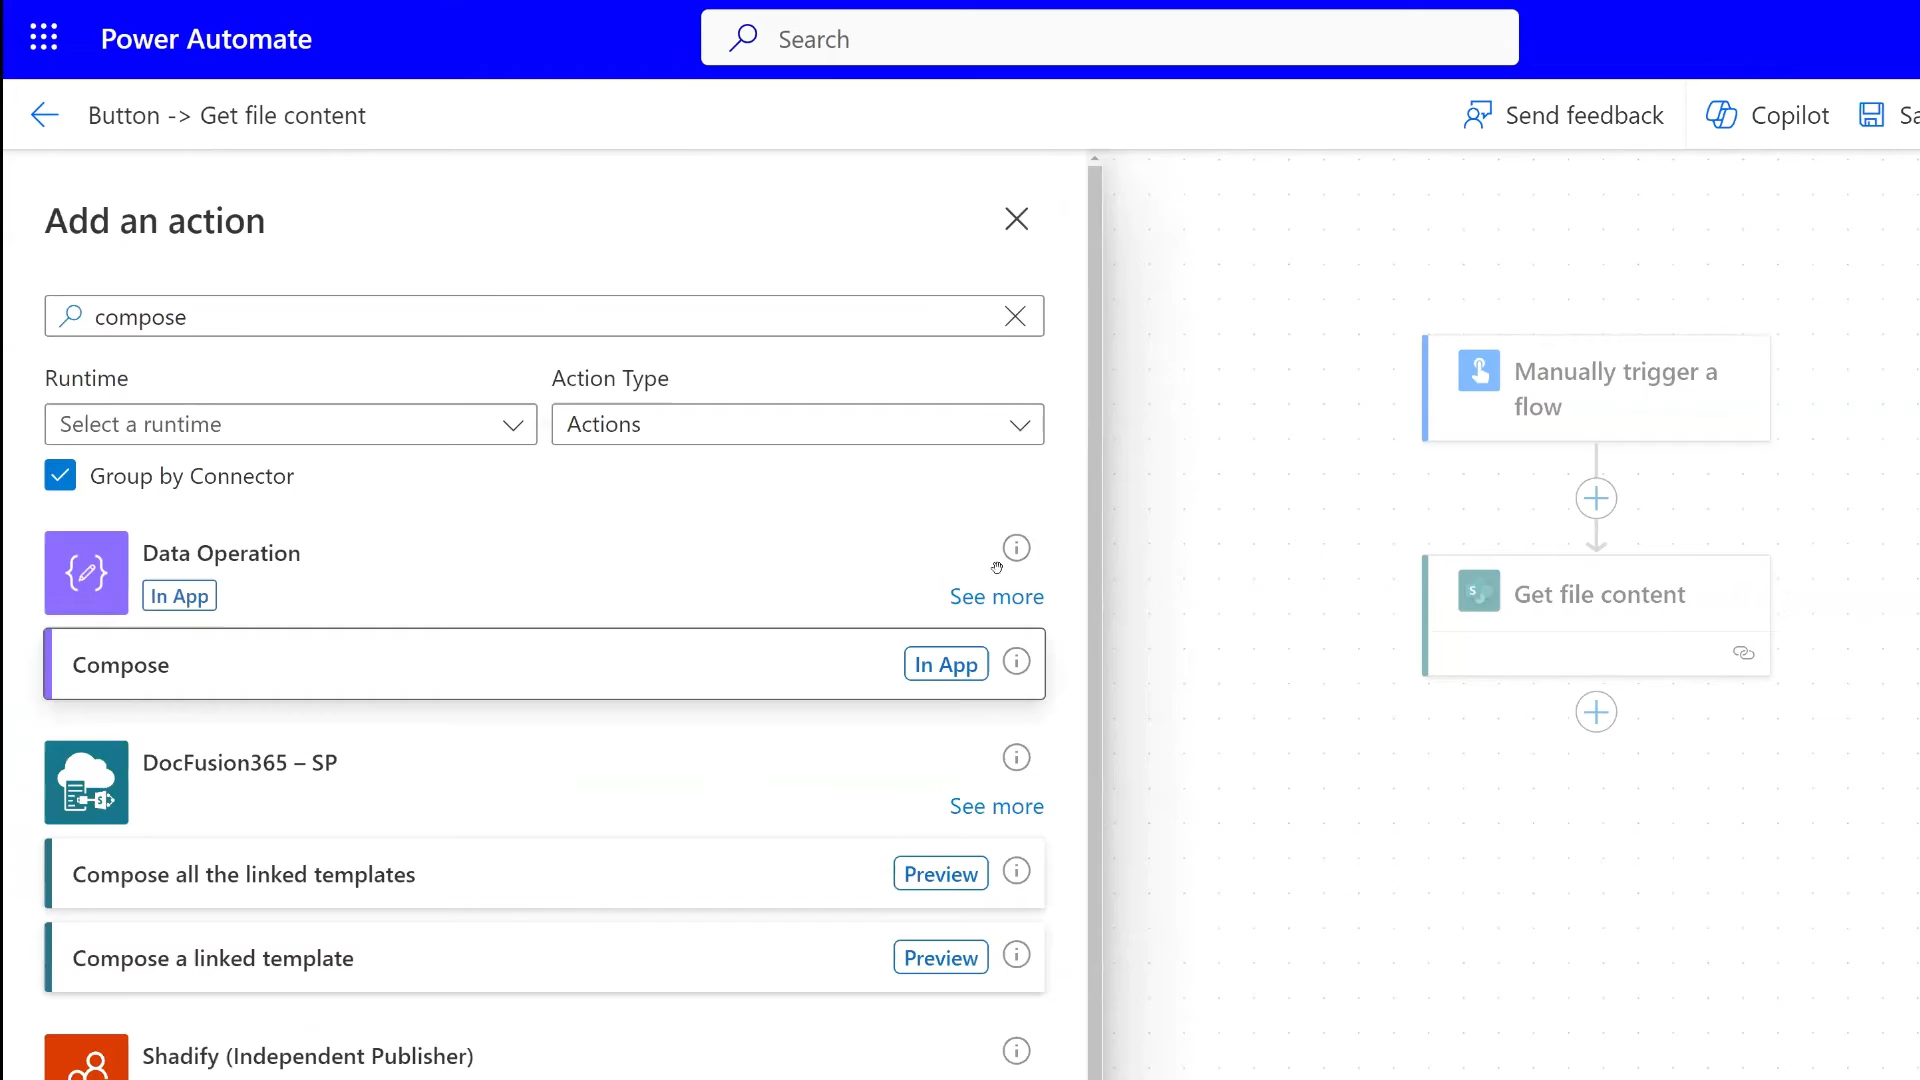 Power Automate
Search
Button -> Get file content
Send feedback
Copilot
Add an action
compose
Runtime
Action Type
Select a runtime
Actions
Group by Connector
Data Operation
In App
See more
Compose
In App
DocFusion365 – SP
See more
Compose all the linked templates
Preview
Compose a linked template
Preview
Shadify (Independent Publisher)
Manually trigger a
flow
Get file content